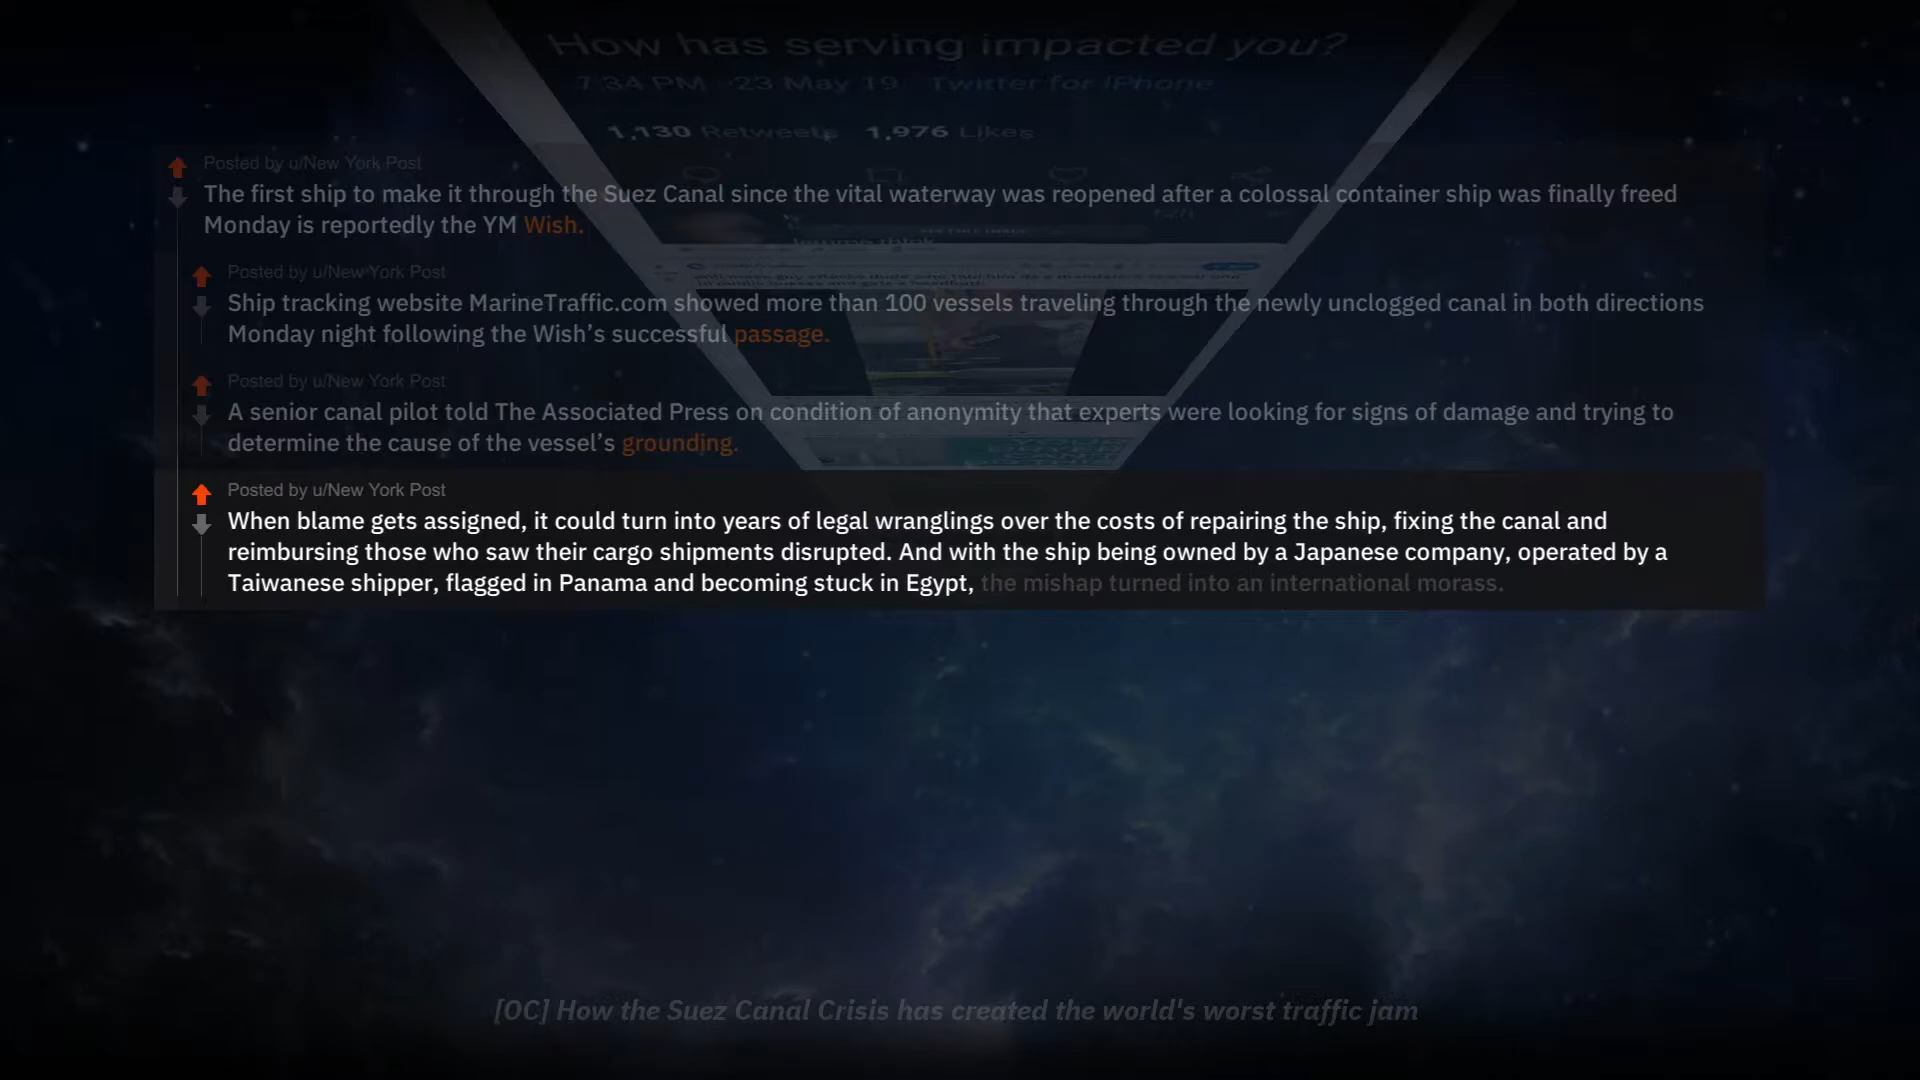 How has serving impacted you?
7:34 PM · 23 May 19 Twitter for iPhone
1,130 Retweets 1,976 Likes
Posted by u/New York Post
The first ship to make it through the Suez Canal since the vital waterway was reopened after a colossal container ship was finally freed
Monday is reportedly the YM Wish.
Posted by u/New York Post
Ship tracking website MarineTraffic.com showed more than 100 vessels traveling through the newly unclogged canal in both directions
Monday night following the Wish’s successful passage.
Posted by u/New York Post
A senior canal pilot told The Associated Press on condition of anonymity that experts were looking for signs of damage and trying to
determine the cause of the vessel’s grounding.
Posted by u/New York Post
When blame gets assigned, it could turn into years of legal wranglings over the costs of repairing the ship, fixing the canal and
reimbursing those who saw their cargo shipments disrupted. And with the ship being owned by a Japanese company, operated by a
Taiwanese shipper, flagged in Panama and becoming stuck in Egypt, the mishap turned into an international morass.
[OC] How the Suez Canal Crisis has created the world's worst traffic jam